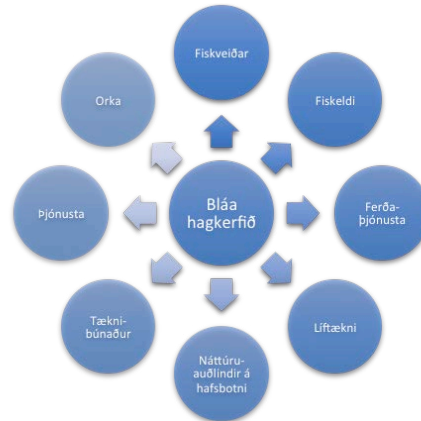 Fiskveiðar
Fiskeldi
Ferða-
þjónusta
Líftækni
Náttúru-
auðlindir á
hafsbotni
Tækni-
búnaður
Þjónusta
Orka
Bláa
hagkerfið